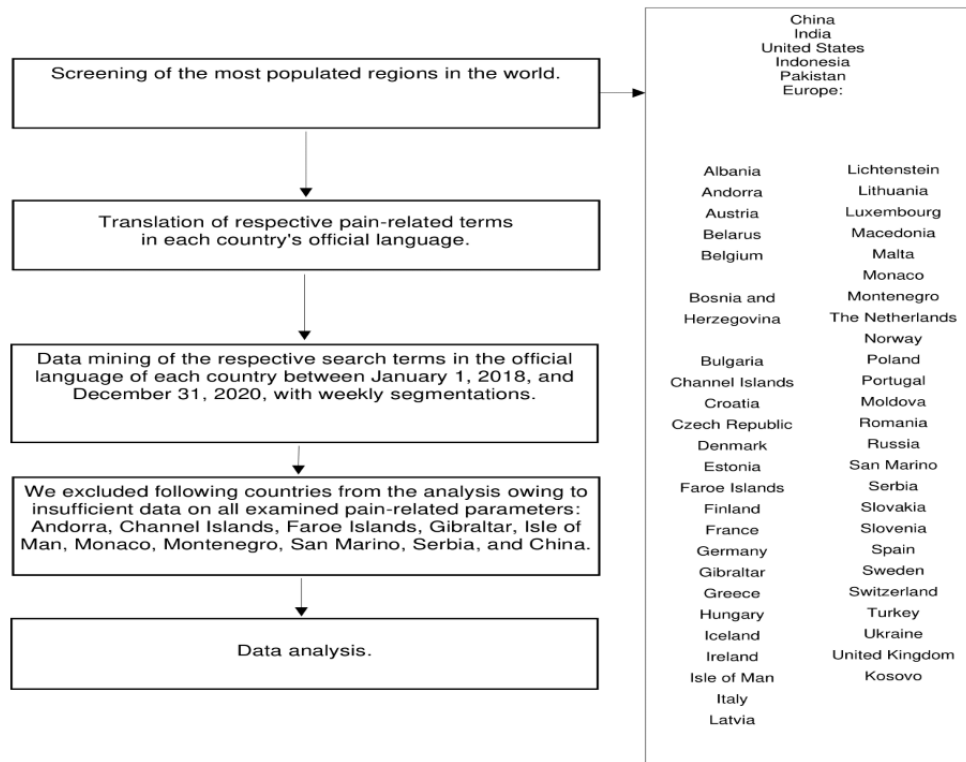 Screening of the most populated regions in the world.
Translation of respective pain-related terms
in each country's official language.
Data mining of the respective search terms in the official
language of each country between January 1, 2018, and
December 31, 2020, with weekly segmentations.
We excluded following countries from the analysis owing to
insufficient data on all examined pain-related parameters:
Andorra, Channel Islands, Faroe Islands, Gibraltar, Isle of
Man, Monaco, Montenegro, San Marino, Serbia, and China.
Data analysis.
China
India
United States
Indonesia
Pakistan
Europe:
Albania
Andorra
Austria
Belarus
Belgium
Bosnia and
Herzegovina
Bulgaria
Channel Islands
Croatia
Czech Republic
Denmark
Estonia
Faroe Islands
Finland
France
Germany
Gibraltar
Greece
Hungary
Iceland
Ireland
Isle of Man
Italy
Latvia
Lichtenstein
Lithuania
Luxembourg
Macedonia
Malta
Monaco
Montenegro
The Netherlands
Norway
Poland
Portugal
Moldova
Romania
Russia
San Marino
Serbia
Slovakia
Slovenia
Spain
Sweden
Switzerland
Turkey
Ukraine
United Kingdom
Kosovo